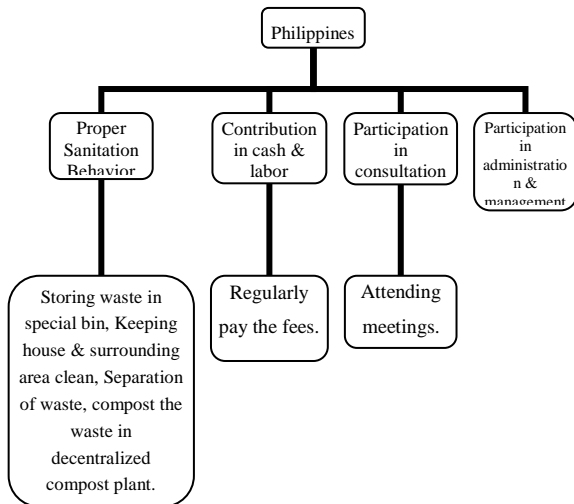 Philippines
Proper
Sanitation
Behavior
Contribution
in cash &
labor
Participation
in
consultation
Participation
in
administratio
n &
management
Storing waste in
special bin, Keeping
house & surrounding
area clean, Separation
of waste, compost the
waste in
decentralized
compost plant.
Regularly
pay the fees.
Attending
meetings.